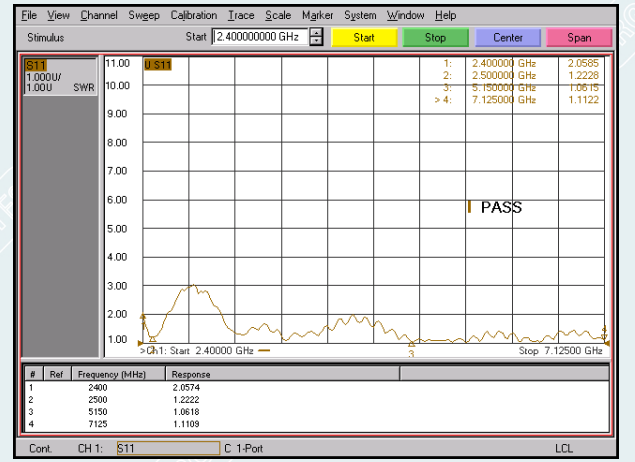 File View Channel Sweep Calibration Trace Scale Marker System Window Help
Stimulus Start 2.400000000 GHz Start Stop Center Span
S11
1.000U/
1.00U SWR
11.00
10.00
9.00
8.00
7.00
6.00
5.00
4.00
3.00
2.00
1.00
U S11
1: 2.400000 GHz 2.0585
2: 2.500000 GHz 1.2228
3: 5.150000 GHz 1.0615
> 4: 7.125000 GHz 1.1122
PASS
1
2
3
4
>Ch1: Start 2.40000 GHz Stop 7.12500 GHz
# Ref Frequency (MHz) Response
1 2400 2.0574
2 2500 1.2222
3 5150 1.0618
4 7125 1.1109
Cont. CH 1: S11 C 1-Port LCL